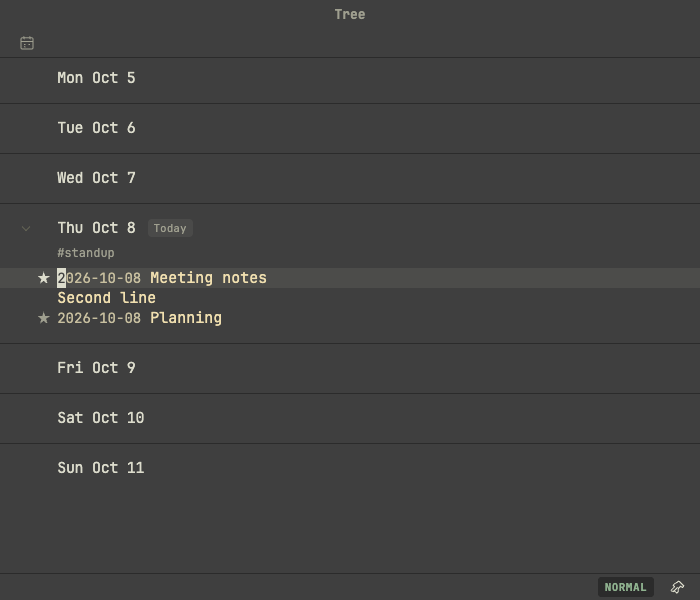 Tree
Mon Oct 5
Tue Oct 6
Wed Oct 7
Thu Oct 8 Today
#standup
★ 2026-10-08 Meeting notes
Second line
★ 2026-10-08 Planning
Fri Oct 9
Sat Oct 10
Sun Oct 11
NORMAL